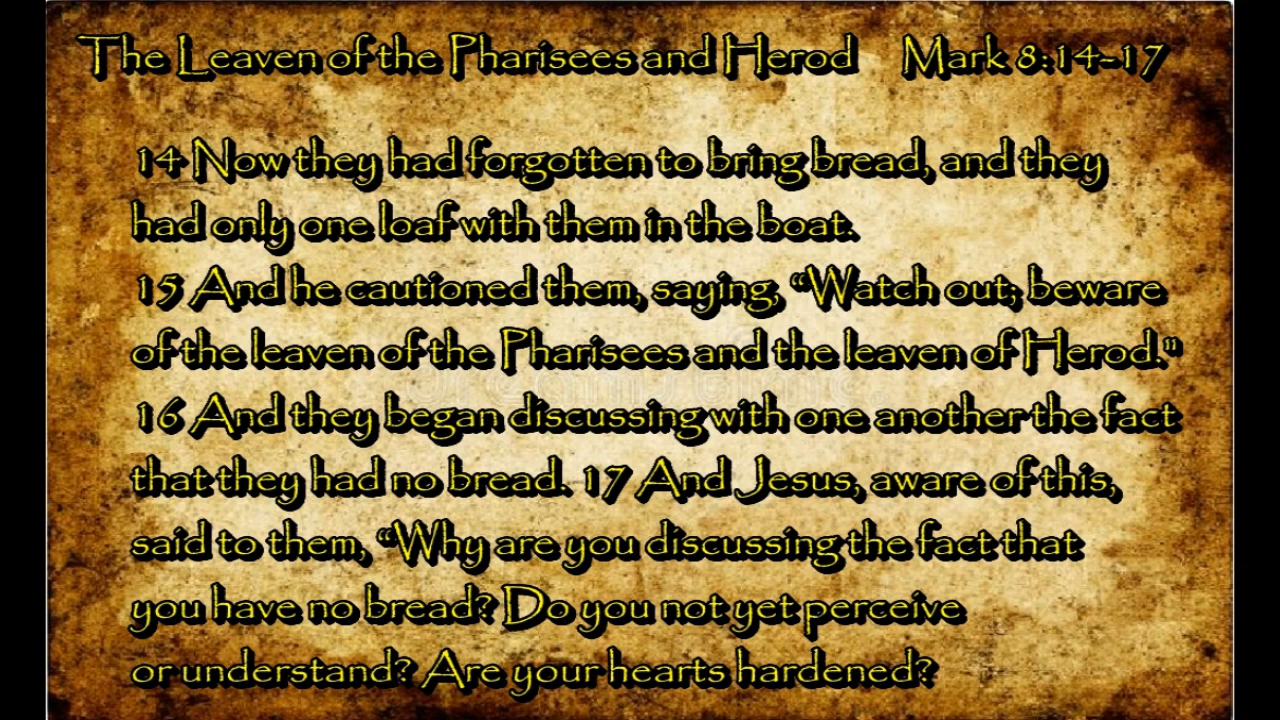 The Leaven of the Pharisees and Herod Mark 8:14-17
14 Now they had forgotten to bring bread, and they
had only one loaf with them in the boat.
15 And he cautioned them, saying, “Watch out; beware
of the leaven of the Pharisees and the leaven of Herod.”
16 And they began discussing with one another the fact
that they had no bread. 17 And Jesus, aware of this,
said to them, “Why are you discussing the fact that
you have no bread? Do you not yet perceive
or understand? Are your hearts hardened?